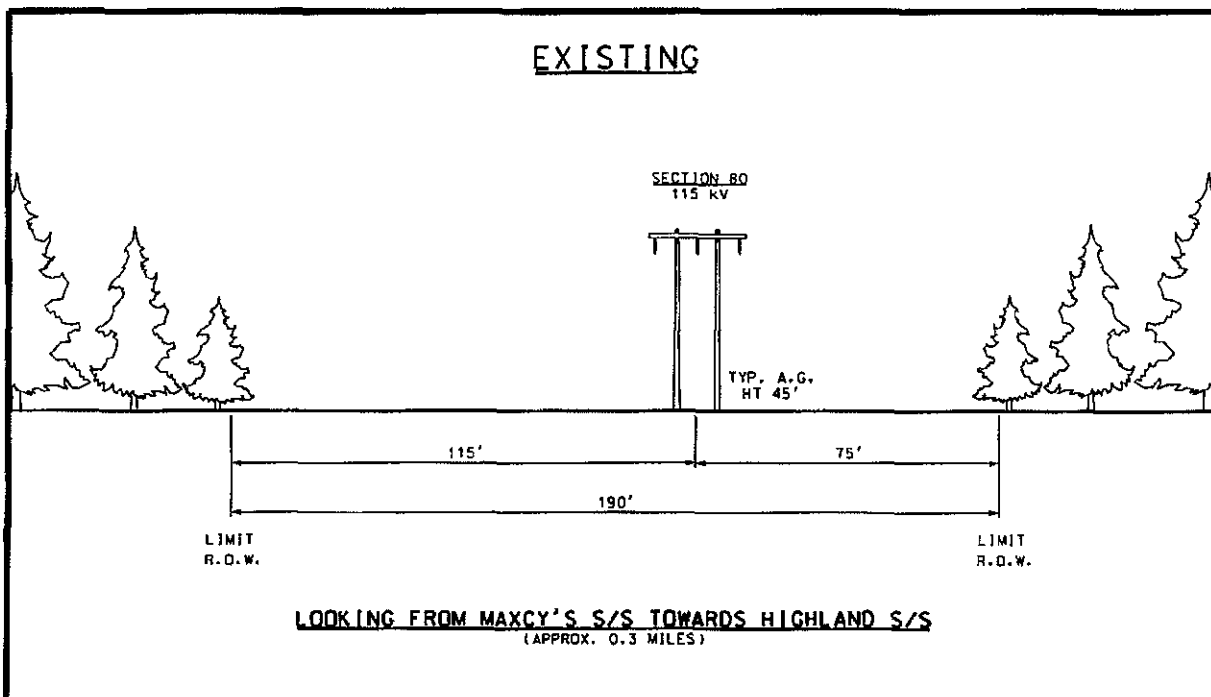 EXISTING
SECTION 80
115 KV
TYP. A.G.
HT 45'
115'
75'
190'
LIMIT
R.O.W.
LIMIT
R.O.W.
LOOKING FROM MAXCY'S S/S TOWARDS HIGHLAND S/S
(APPROX. 0.3 MILES)